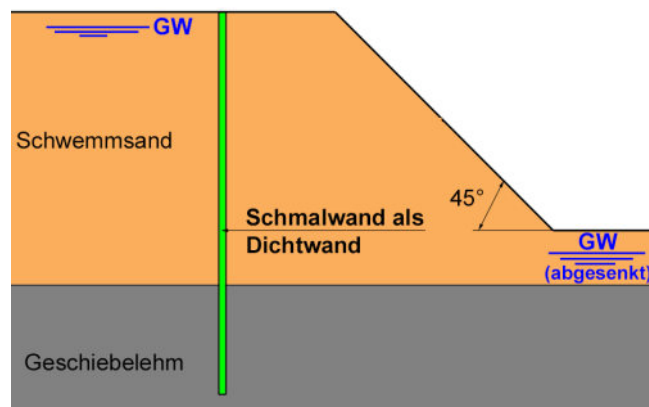 GW
Schwemmsand
45°
Schmalwand als
Dichtwand
GW
(abgesenkt)
Geschiebelehm